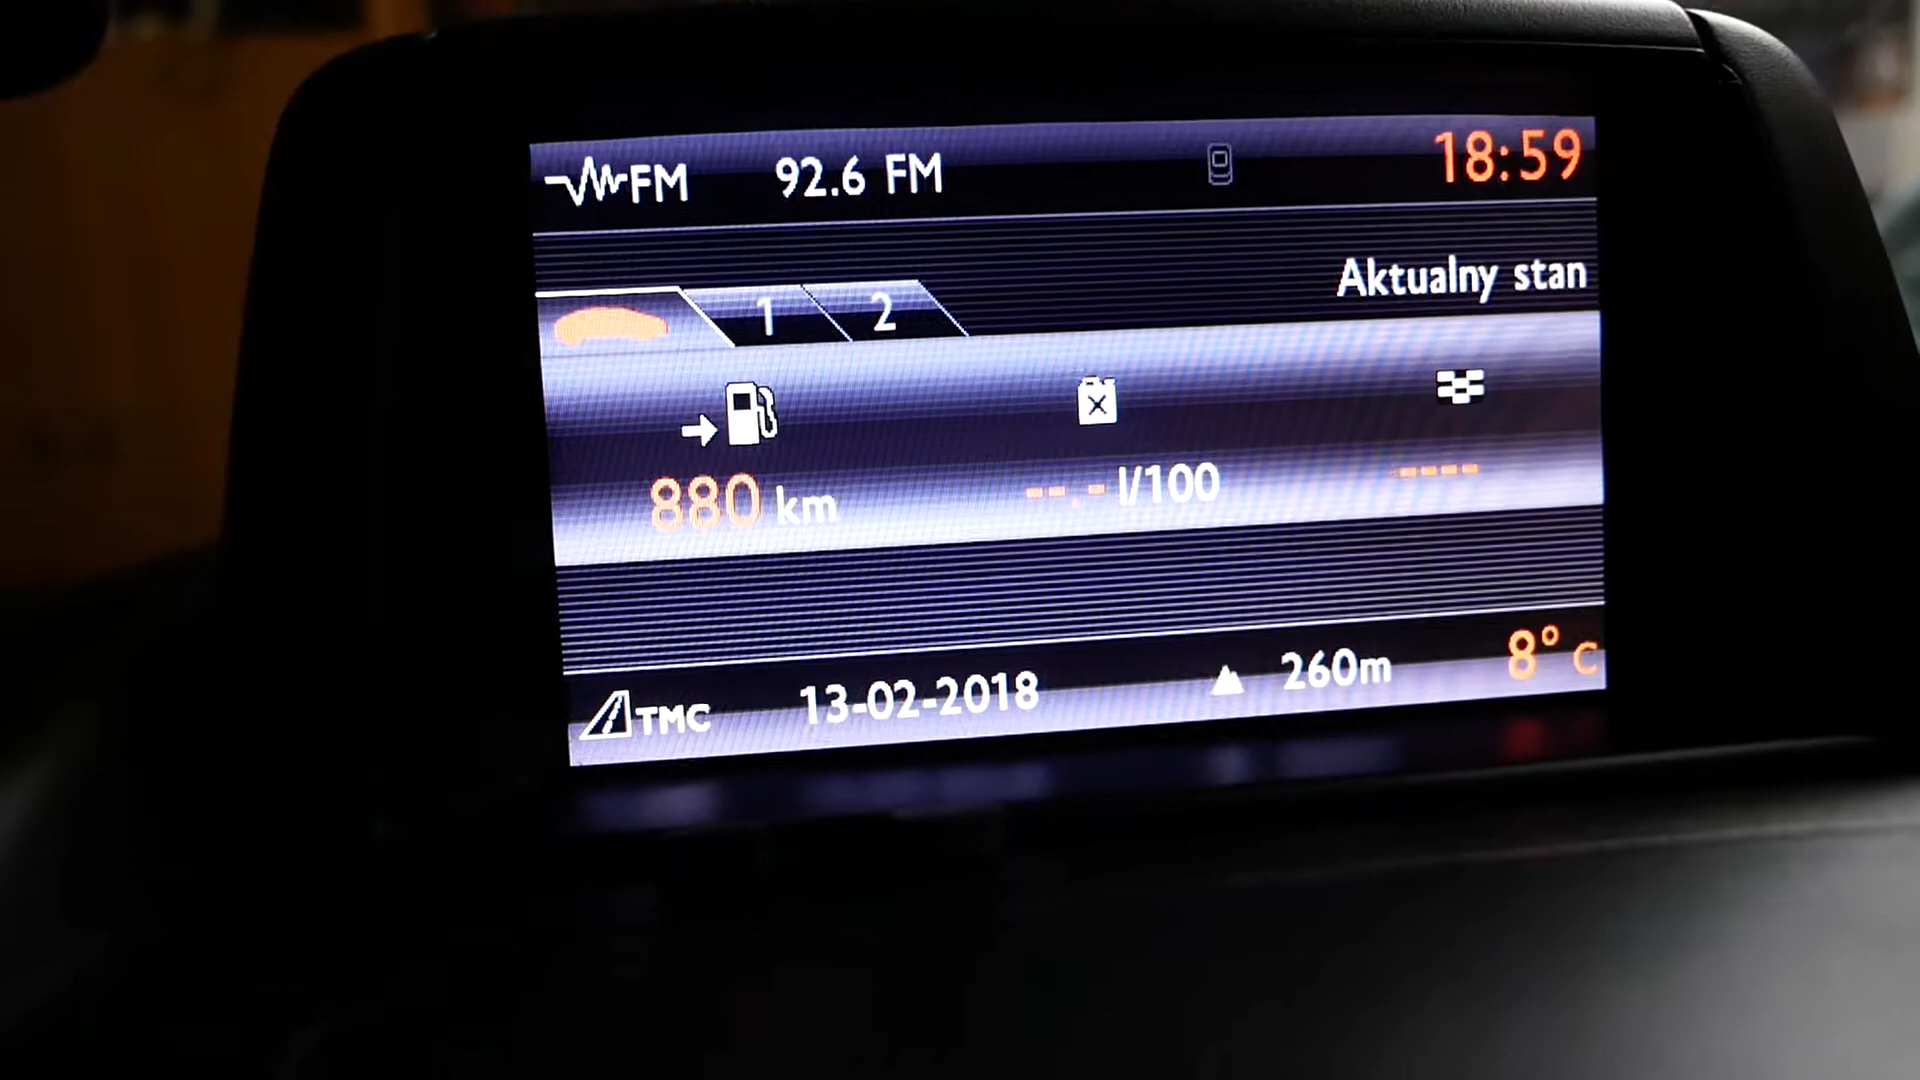 FM 92.6 FM 18:59
Aktualny stan
1 2
880 km --.- l/100 ----
TMC 13-02-2018 260m 8° C